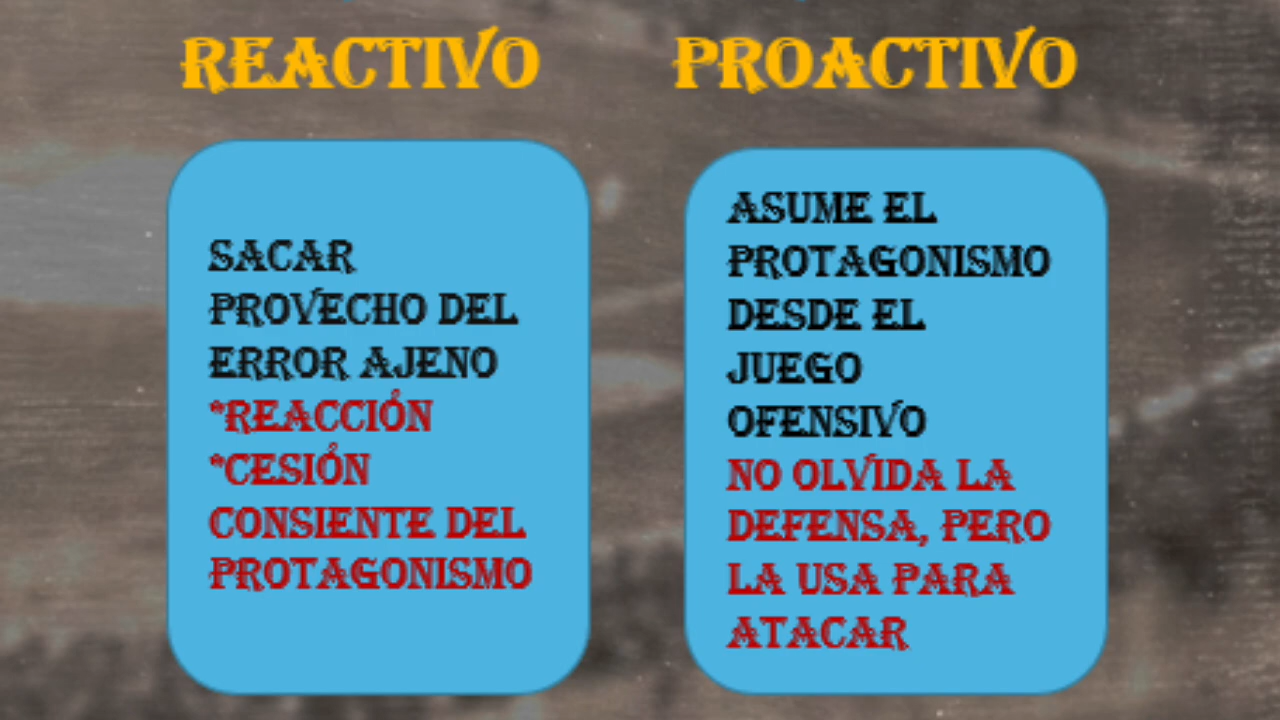 REACTIVO
PROACTIVO
SACAR
PROVECHO DEL
ERROR AJENO
*REACCIÓN
*CESIÓN
CONSIENTE DEL
PROTAGONISMO
ASUME EL
PROTAGONISMO
DESDE EL
JUEGO
OFENSIVO
NO OLVIDA LA
DEFENSA, PERO
LA USA PARA
ATACAR